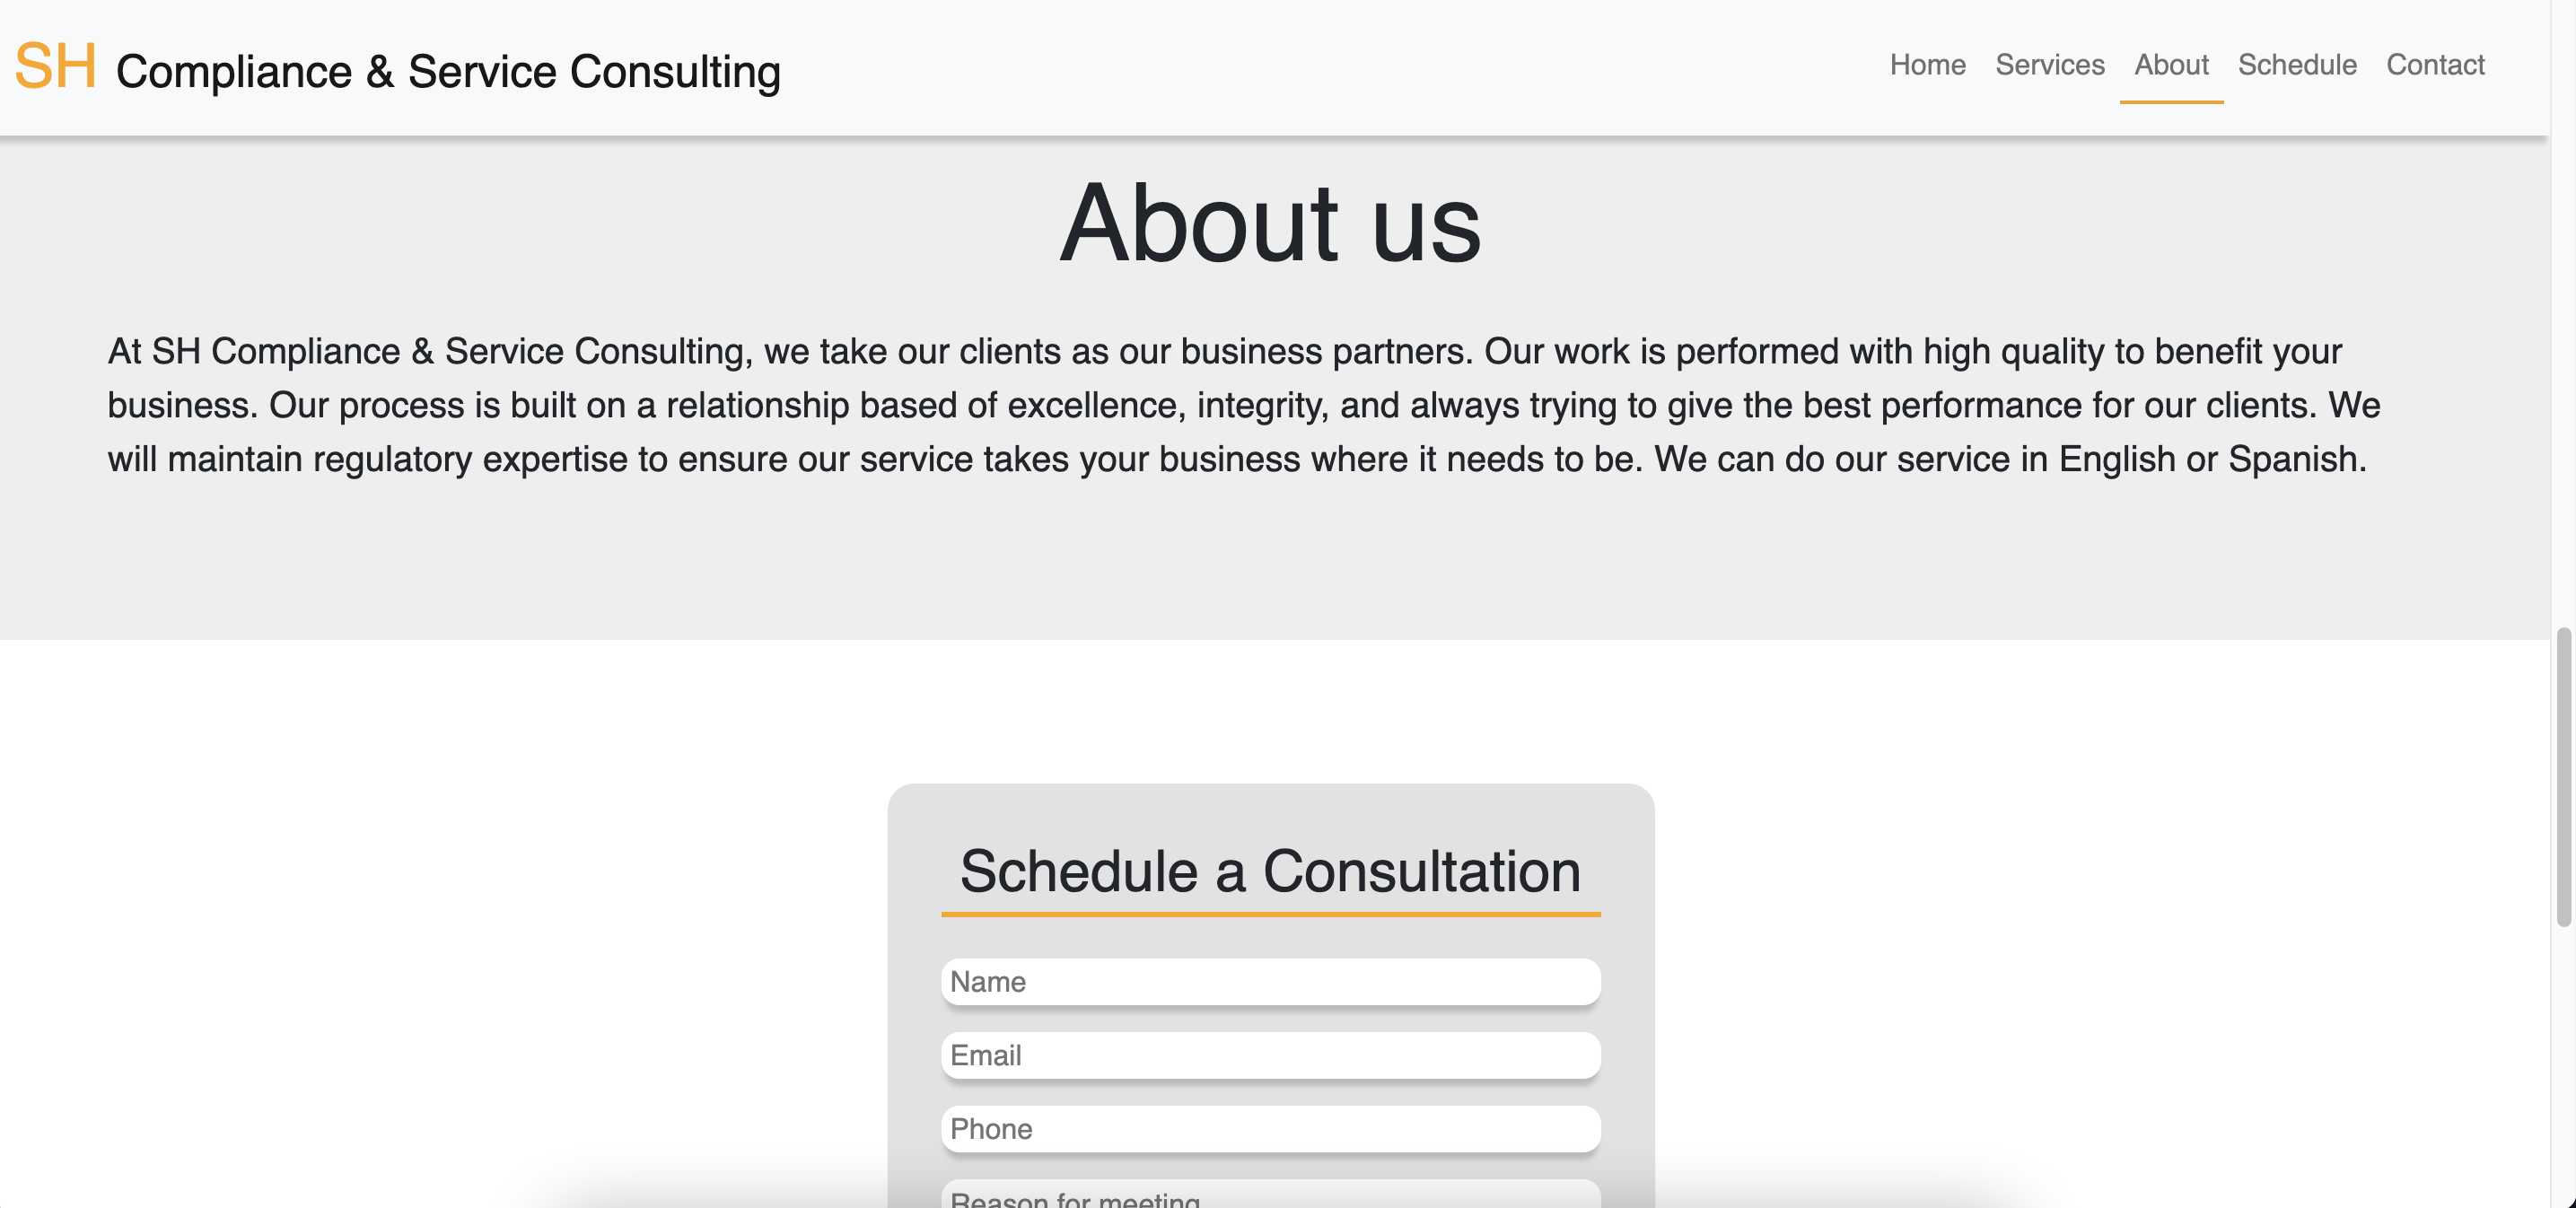 SH Compliance & Service Consulting
Home Services About Schedule Contact
About us
At SH Compliance & Service Consulting, we take our clients as our business partners. Our work is performed with high quality to benefit your
business. Our process is built on a relationship based of excellence, integrity, and always trying to give the best performance for our clients. We
will maintain regulatory expertise to ensure our service takes your business where it needs to be. We can do our service in English or Spanish.
Schedule a Consultation
Name
Email
Phone
Reason for meeting